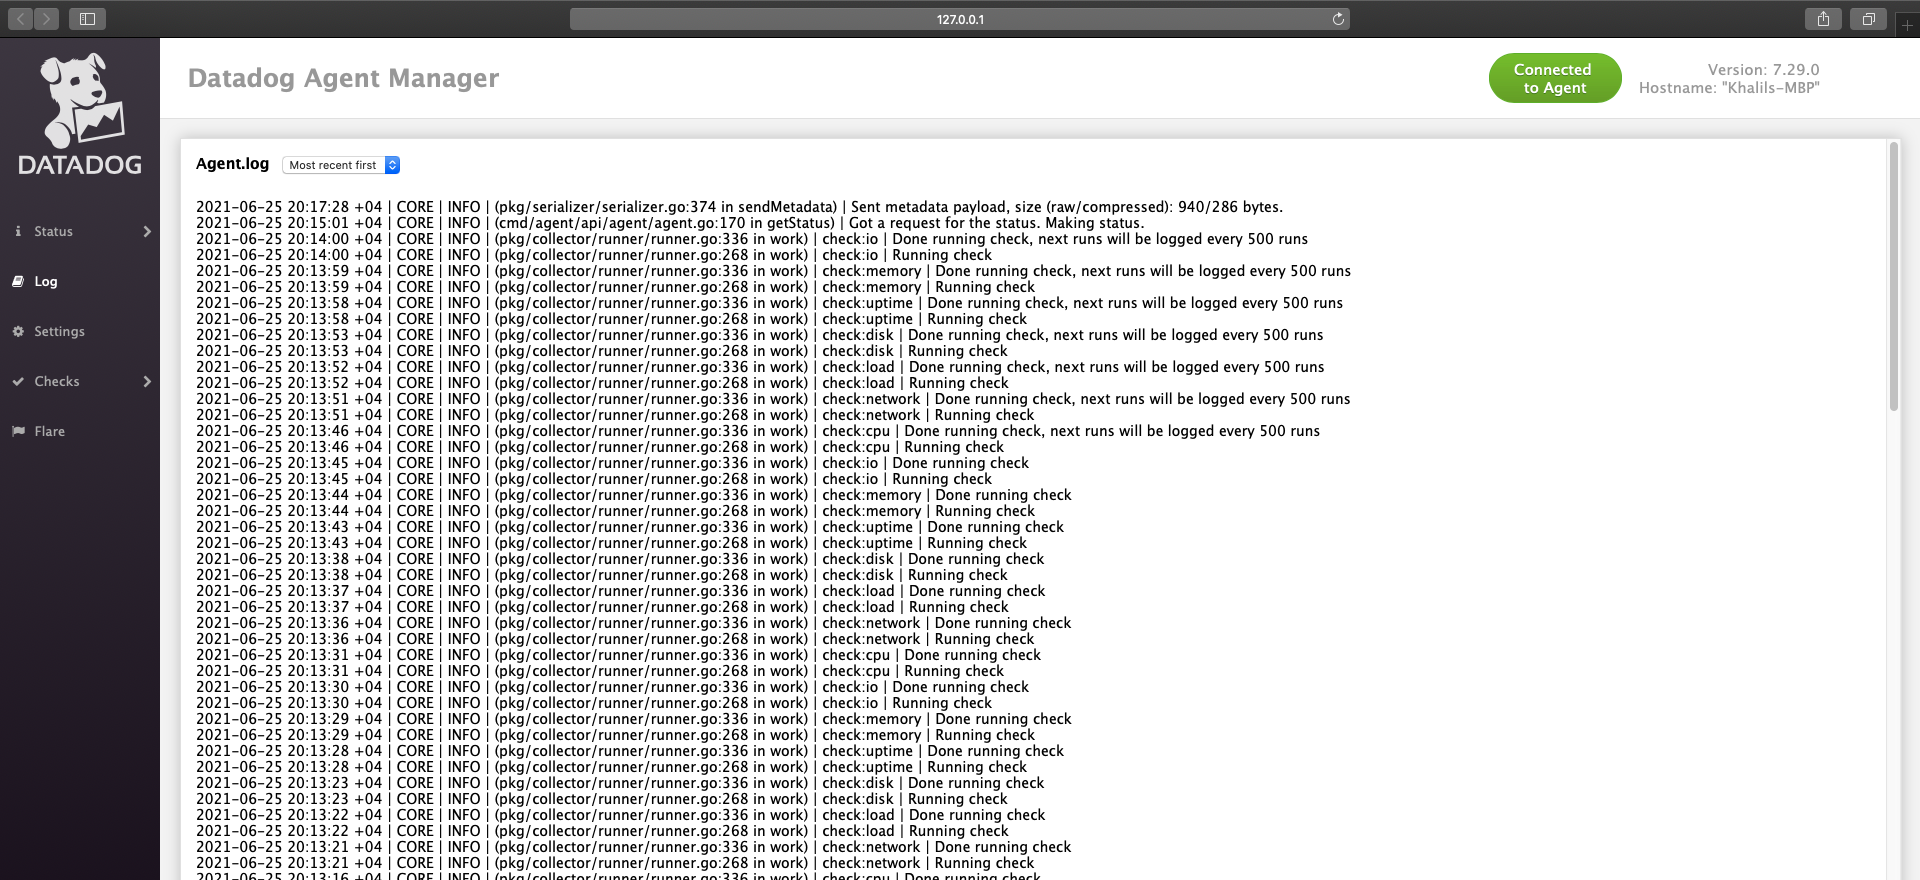 127.0.0.1
DATADOG
Datadog Agent Manager
Connected
to Agent
Version: 7.29.0
Hostname: "Khalils-MBP"
Status
Log
Settings
Checks
Flare
Agent.log Most recent first
2021-06-25 20:17:28 +04 | CORE | INFO | (pkg/serializer/serializer.go:374 in sendMetadata) | Sent metadata payload, size (raw/compressed): 940/286 bytes.
2021-06-25 20:15:01 +04 | CORE | INFO | (cmd/agent/api/agent/agent.go:170 in getStatus) | Got a request for the status. Making status.
2021-06-25 20:14:00 +04 | CORE | INFO | (pkg/collector/runner/runner.go:336 in work) | check:io | Done running check, next runs will be logged every 500 runs
2021-06-25 20:14:00 +04 | CORE | INFO | (pkg/collector/runner/runner.go:268 in work) | check:io | Running check
2021-06-25 20:13:59 +04 | CORE | INFO | (pkg/collector/runner/runner.go:336 in work) | check:memory | Done running check, next runs will be logged every 500 runs
2021-06-25 20:13:59 +04 | CORE | INFO | (pkg/collector/runner/runner.go:268 in work) | check:memory | Running check
2021-06-25 20:13:58 +04 | CORE | INFO | (pkg/collector/runner/runner.go:336 in work) | check:uptime | Done running check, next runs will be logged every 500 runs
2021-06-25 20:13:58 +04 | CORE | INFO | (pkg/collector/runner/runner.go:268 in work) | check:uptime | Running check
2021-06-25 20:13:53 +04 | CORE | INFO | (pkg/collector/runner/runner.go:336 in work) | check:disk | Done running check, next runs will be logged every 500 runs
2021-06-25 20:13:53 +04 | CORE | INFO | (pkg/collector/runner/runner.go:268 in work) | check:disk | Running check
2021-06-25 20:13:52 +04 | CORE | INFO | (pkg/collector/runner/runner.go:336 in work) | check:load | Done running check, next runs will be logged every 500 runs
2021-06-25 20:13:52 +04 | CORE | INFO | (pkg/collector/runner/runner.go:268 in work) | check:load | Running check
2021-06-25 20:13:51 +04 | CORE | INFO | (pkg/collector/runner/runner.go:336 in work) | check:network | Done running check, next runs will be logged every 500 runs
2021-06-25 20:13:51 +04 | CORE | INFO | (pkg/collector/runner/runner.go:268 in work) | check:network | Running check
2021-06-25 20:13:46 +04 | CORE | INFO | (pkg/collector/runner/runner.go:336 in work) | check:cpu | Done running check, next runs will be logged every 500 runs
2021-06-25 20:13:46 +04 | CORE | INFO | (pkg/collector/runner/runner.go:268 in work) | check:cpu | Running check
2021-06-25 20:13:45 +04 | CORE | INFO | (pkg/collector/runner/runner.go:336 in work) | check:io | Done running check
2021-06-25 20:13:45 +04 | CORE | INFO | (pkg/collector/runner/runner.go:268 in work) | check:io | Running check
2021-06-25 20:13:44 +04 | CORE | INFO | (pkg/collector/runner/runner.go:336 in work) | check:memory | Done running check
2021-06-25 20:13:44 +04 | CORE | INFO | (pkg/collector/runner/runner.go:268 in work) | check:memory | Running check
2021-06-25 20:13:43 +04 | CORE | INFO | (pkg/collector/runner/runner.go:336 in work) | check:uptime | Done running check
2021-06-25 20:13:43 +04 | CORE | INFO | (pkg/collector/runner/runner.go:268 in work) | check:uptime | Running check
2021-06-25 20:13:38 +04 | CORE | INFO | (pkg/collector/runner/runner.go:336 in work) | check:disk | Done running check
2021-06-25 20:13:38 +04 | CORE | INFO | (pkg/collector/runner/runner.go:268 in work) | check:disk | Running check
2021-06-25 20:13:37 +04 | CORE | INFO | (pkg/collector/runner/runner.go:336 in work) | check:load | Done running check
2021-06-25 20:13:37 +04 | CORE | INFO | (pkg/collector/runner/runner.go:268 in work) | check:load | Running check
2021-06-25 20:13:36 +04 | CORE | INFO | (pkg/collector/runner/runner.go:336 in work) | check:network | Done running check
2021-06-25 20:13:36 +04 | CORE | INFO | (pkg/collector/runner/runner.go:268 in work) | check:network | Running check
2021-06-25 20:13:31 +04 | CORE | INFO | (pkg/collector/runner/runner.go:336 in work) | check:cpu | Done running check
2021-06-25 20:13:31 +04 | CORE | INFO | (pkg/collector/runner/runner.go:268 in work) | check:cpu | Running check
2021-06-25 20:13:30 +04 | CORE | INFO | (pkg/collector/runner/runner.go:336 in work) | check:io | Done running check
2021-06-25 20:13:30 +04 | CORE | INFO | (pkg/collector/runner/runner.go:268 in work) | check:io | Running check
2021-06-25 20:13:29 +04 | CORE | INFO | (pkg/collector/runner/runner.go:336 in work) | check:memory | Done running check
2021-06-25 20:13:29 +04 | CORE | INFO | (pkg/collector/runner/runner.go:268 in work) | check:memory | Running check
2021-06-25 20:13:28 +04 | CORE | INFO | (pkg/collector/runner/runner.go:336 in work) | check:uptime | Done running check
2021-06-25 20:13:28 +04 | CORE | INFO | (pkg/collector/runner/runner.go:268 in work) | check:uptime | Running check
2021-06-25 20:13:23 +04 | CORE | INFO | (pkg/collector/runner/runner.go:336 in work) | check:disk | Done running check
2021-06-25 20:13:23 +04 | CORE | INFO | (pkg/collector/runner/runner.go:268 in work) | check:disk | Running check
2021-06-25 20:13:22 +04 | CORE | INFO | (pkg/collector/runner/runner.go:336 in work) | check:load | Done running check
2021-06-25 20:13:22 +04 | CORE | INFO | (pkg/collector/runner/runner.go:268 in work) | check:load | Running check
2021-06-25 20:13:21 +04 | CORE | INFO | (pkg/collector/runner/runner.go:336 in work) | check:network | Done running check
2021-06-25 20:13:21 +04 | CORE | INFO | (pkg/collector/runner/runner.go:268 in work) | check:network | Running check
2021-06-25 20:13:16 +04 | CORE | INFO | (pkg/collector/runner/runner.go:336 in work) | check:cpu | Done running check